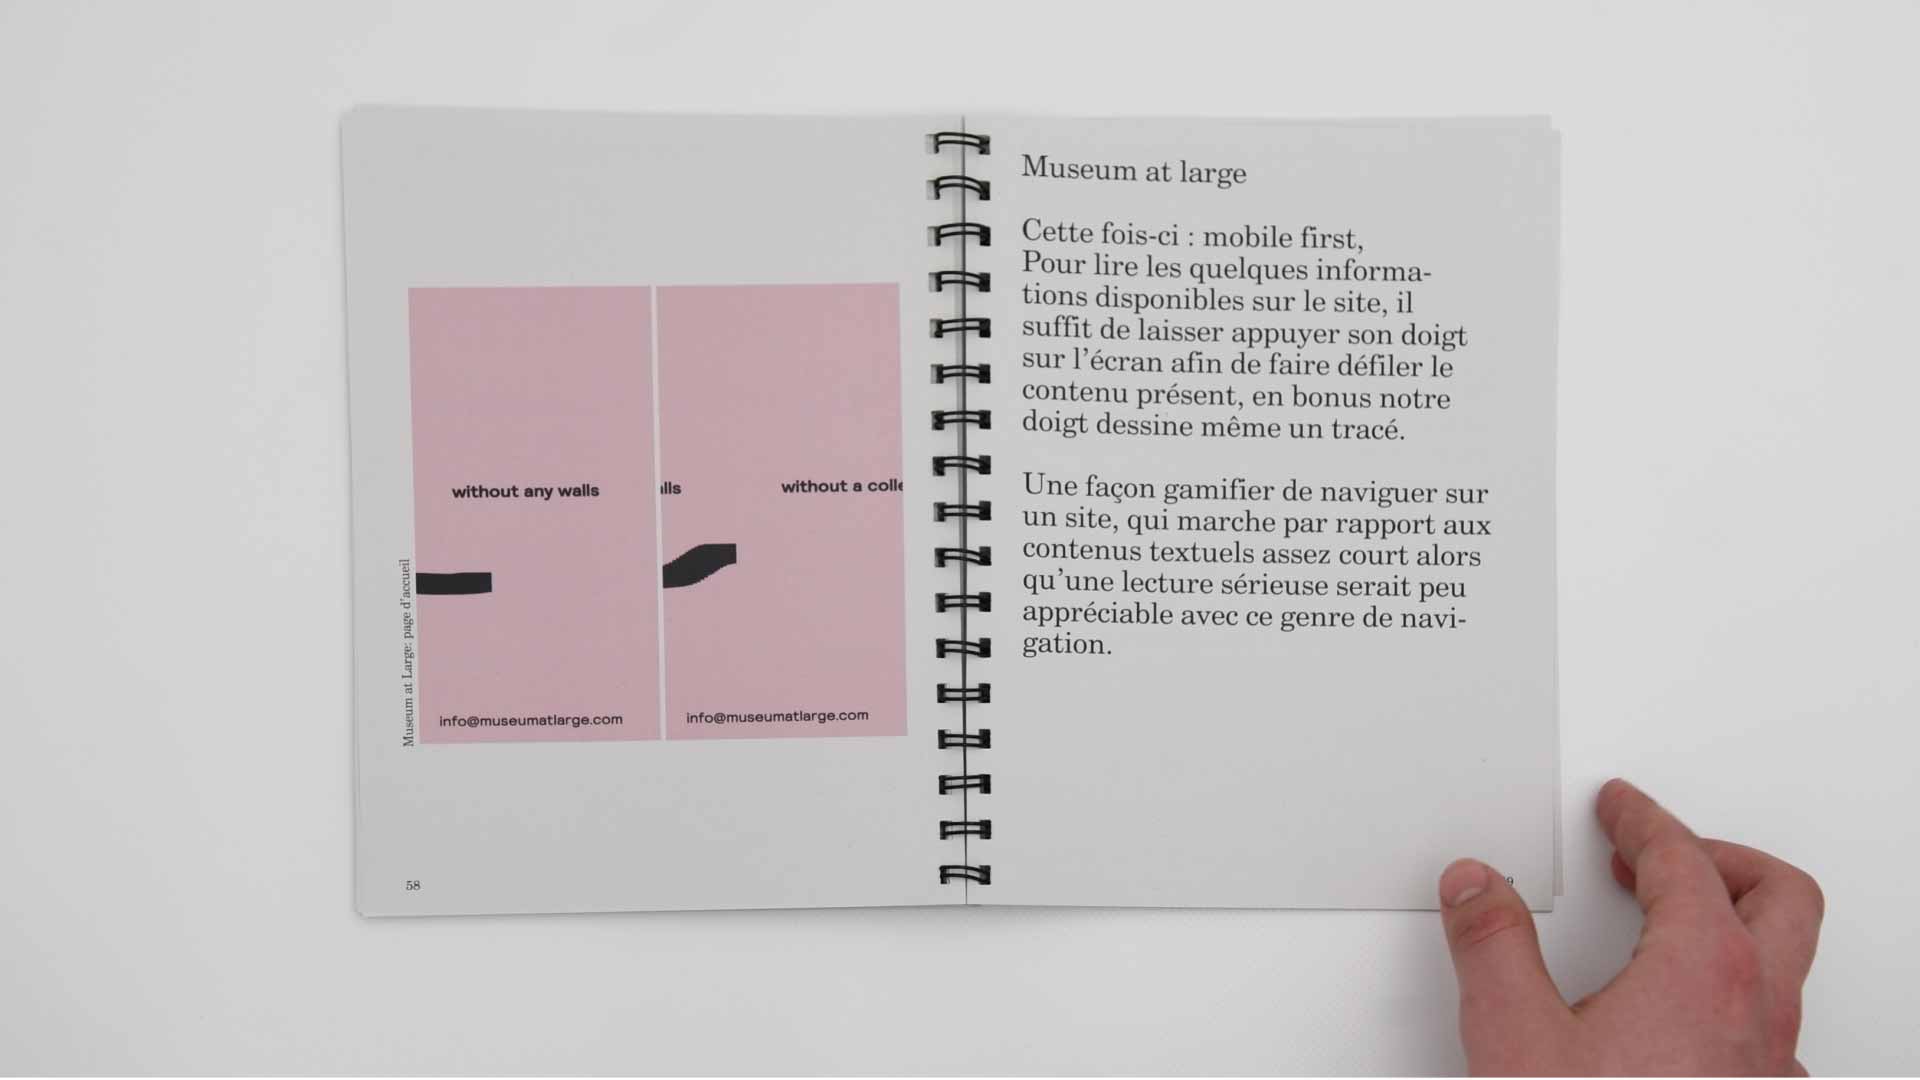 without any walls
info@museumatlarge.com
lls
without a colle
info@museumatlarge.com
Museum at Large: page d'accueil
58
Museum at large
Cette fois-ci : mobile first,
Pour lire les quelques informa-
tions disponibles sur le site, il
suffit de laisser appuyer son doigt
sur l’écran afin de faire défiler le
contenu présent, en bonus notre
doigt dessine même un tracé.
Une façon gamifier de naviguer sur
un site, qui marche par rapport aux
contenus textuels assez court alors
qu’une lecture sérieuse serait peu
appréciable avec ce genre de navi-
gation.
9